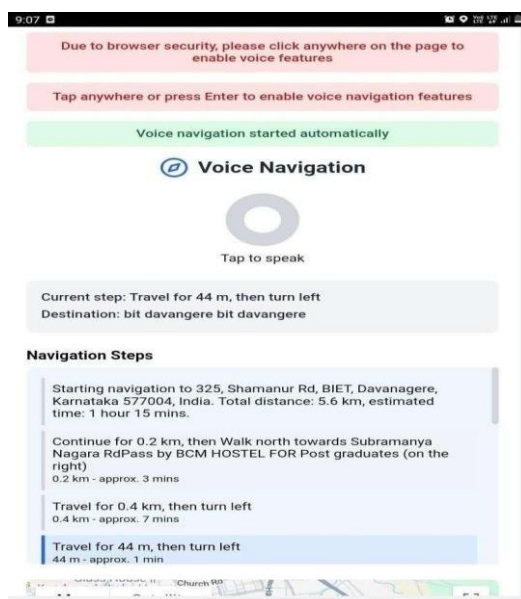 9:07
Due to browser security, please click anywhere on the page to
enable voice features
Tap anywhere or press Enter to enable voice navigation features
Voice navigation started automatically
Voice Navigation
Tap to speak
Current step: Travel for 44 m, then turn left
Destination: bit davangere bit davangere
Navigation Steps
Starting navigation to 325, Shamanur Rd, BIET, Davanagere,
Karnataka 577004, India. Total distance: 5.6 km, estimated
time: 1 hour 15 mins.
Continue for 0.2 km, then Walk north towards Subramanya
Nagara RdPass by BCM HOSTEL FOR Post graduates (on the
right)
0.2 km - approx. 3 mins
Travel for 0.4 km, then turn left
0.4 km - approx. 7 mins
Travel for 44 m, then turn left
44 m - approx. 1 min
Church Rd